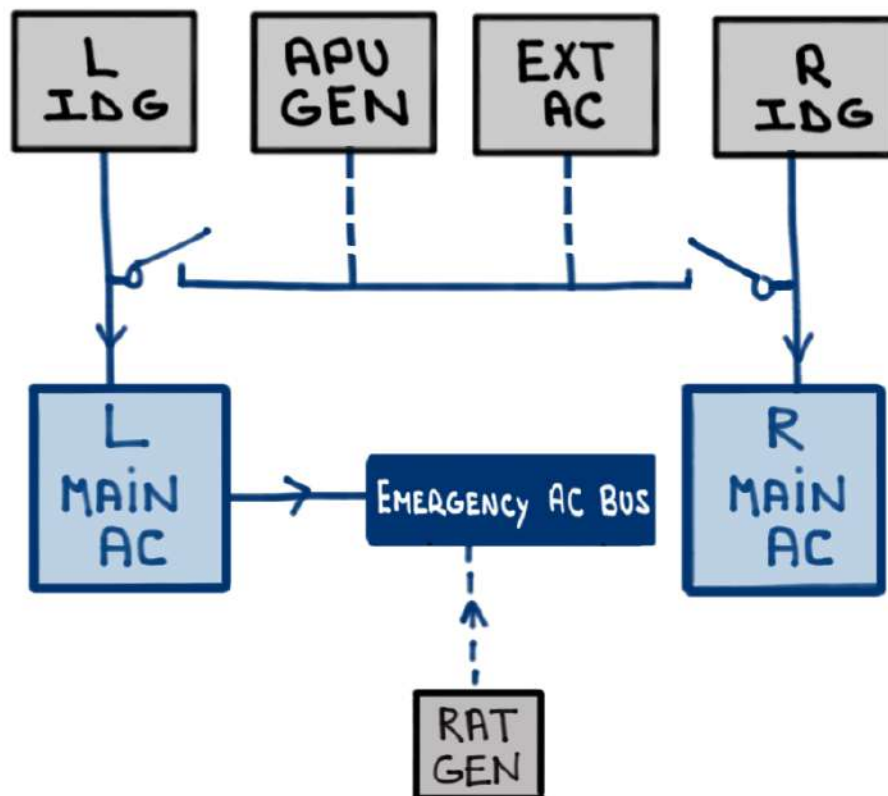 L
IDG
APU
GEN
EXT
AC
R
IDG
L
MAiN
AC
EMERGENCY AC BUS
R
MAiN
AC
RAT
GEN